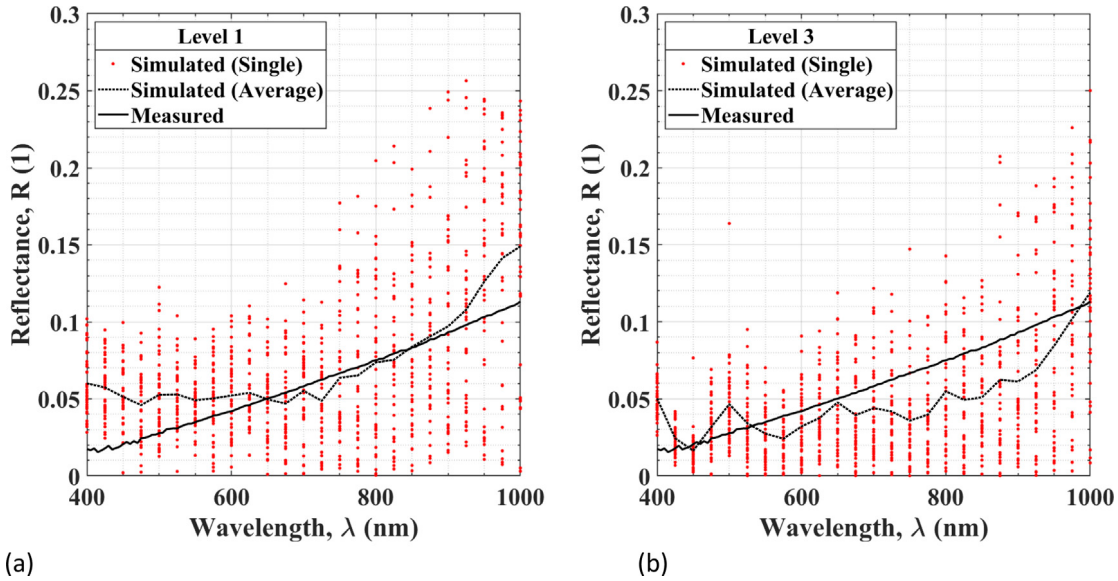 0.3
0.25
0.2
0.15
0.1
0.05
0
Reflectance, R (1)
Level 1
Simulated (Single)
Simulated (Average)
Measured
400
600
800
1000
Wavelength, λ (nm)
(a)
0.3
0.25
0.2
0.15
0.1
0.05
0
Reflectance, R (1)
Level 3
Simulated (Single)
Simulated (Average)
Measured
400
600
800
1000
Wavelength, λ (nm)
(b)